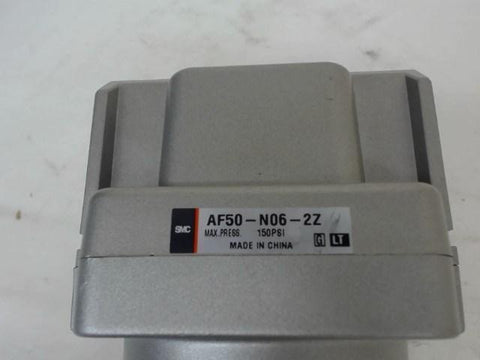 SMC
AF50-N06-2Z
MAX.PRESS. 150PSI
MADE IN CHINA
G LT